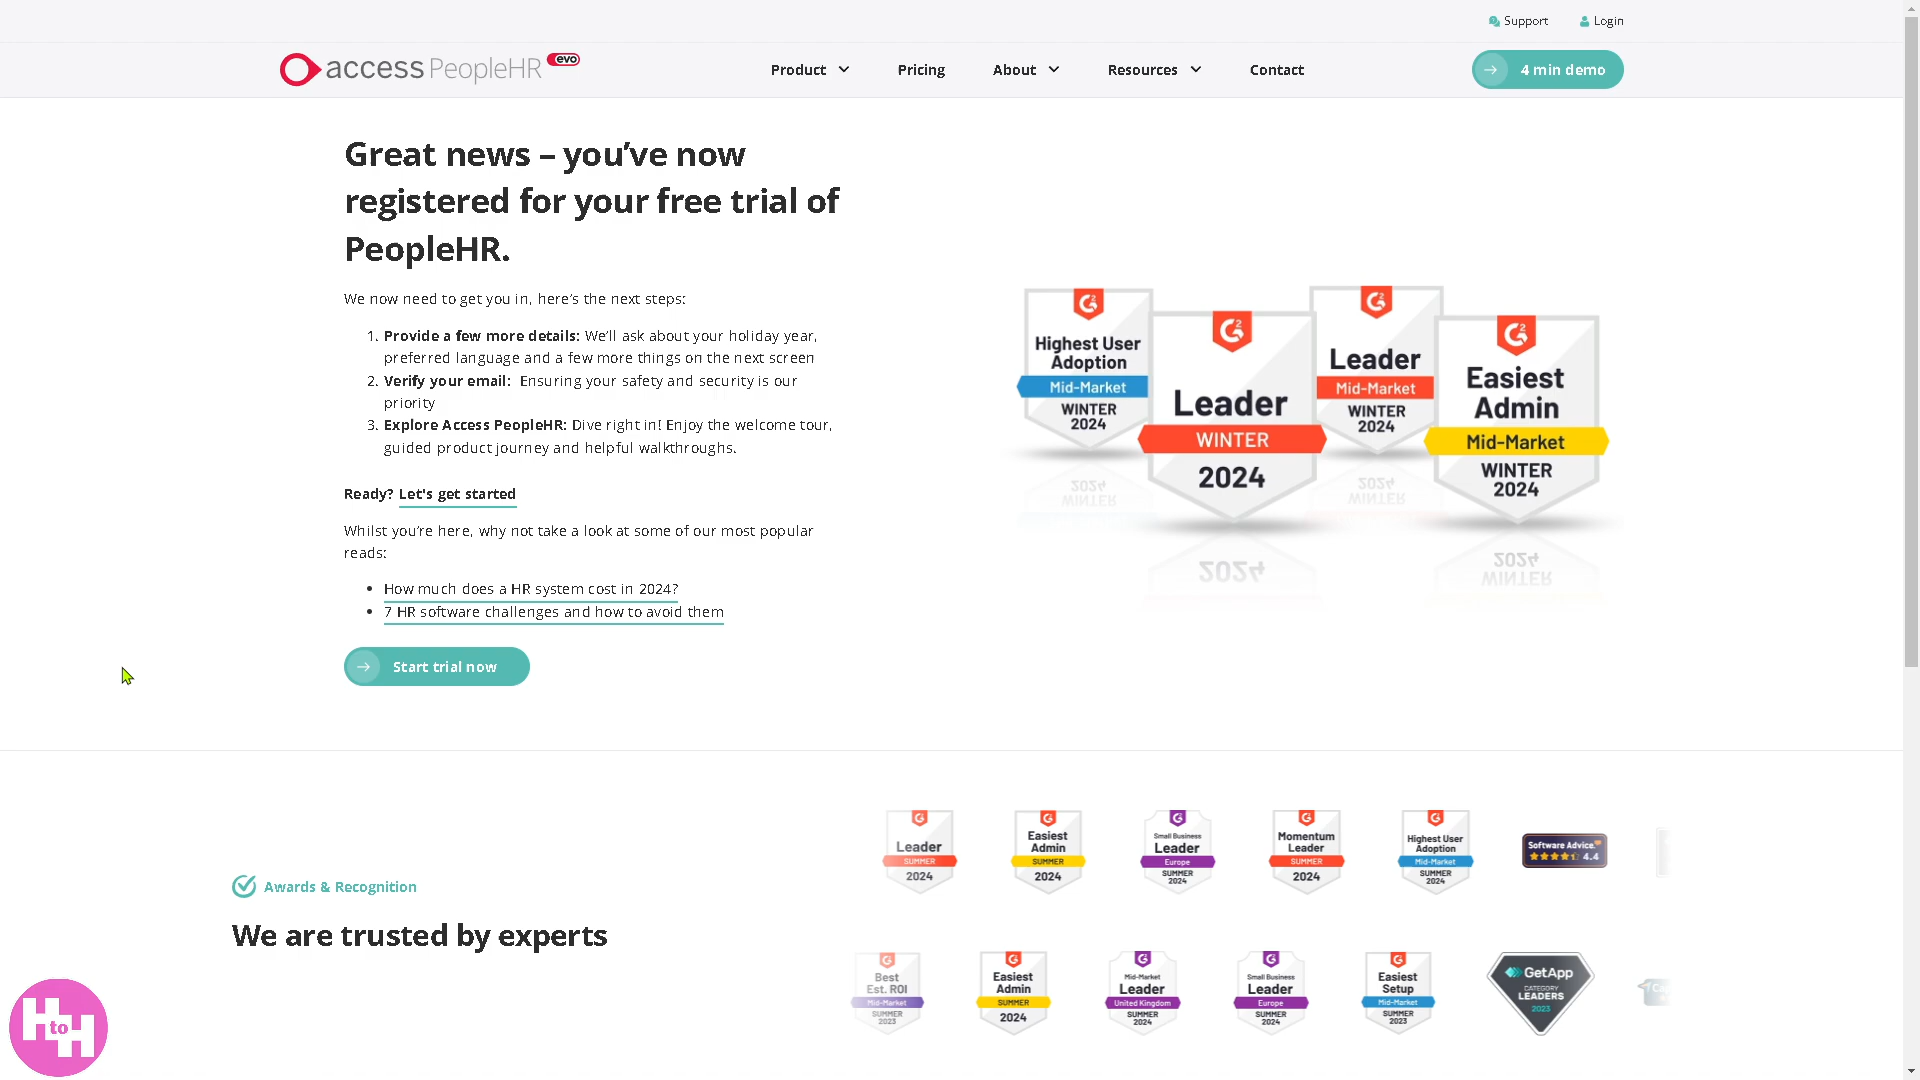 Support
Login
access PeopleHR evo
Product
Pricing
About
Resources
Contact
4 min demo
Great news – you’ve now
registered for your free trial of
PeopleHR.
We now need to get you in, here’s the next steps:
1. Provide a few more details: We’ll ask about your holiday year,
preferred language and a few more things on the next screen
2. Verify your email: Ensuring your safety and security is our
priority
3. Explore Access PeopleHR: Dive right in! Enjoy the welcome tour,
guided product journey and helpful walkthroughs.
Ready? Let's get started
Whilst you’re here, why not take a look at some of our most popular
reads:
How much does a HR system cost in 2024?
7 HR software challenges and how to avoid them
Start trial now
Highest User
Adoption
Mid-Market
WINTER
2024
Leader
WINTER
2024
Leader
Mid-Market
WINTER
2024
Easiest
Admin
Mid-Market
WINTER
2024
Awards & Recognition
We are trusted by experts
Leader
SUMMER
2024
Easiest
Admin
SUMMER
2024
Small Business
Leader
Europe
SUMMER
2024
Momentum
Leader
SUMMER
2024
Highest User
Adoption
Mid-Market
SUMMER
2024
Software Advice
4.4
Best
Est. ROI
Mid-Market
SUMMER
2023
Easiest
Admin
SUMMER
2024
Mid-Market
Leader
United Kingdom
SUMMER
2024
Small Business
Leader
Europe
SUMMER
2024
Easiest
Setup
Mid-Market
SUMMER
2023
GetApp
CATEGORY
LEADERS
2023
H to H